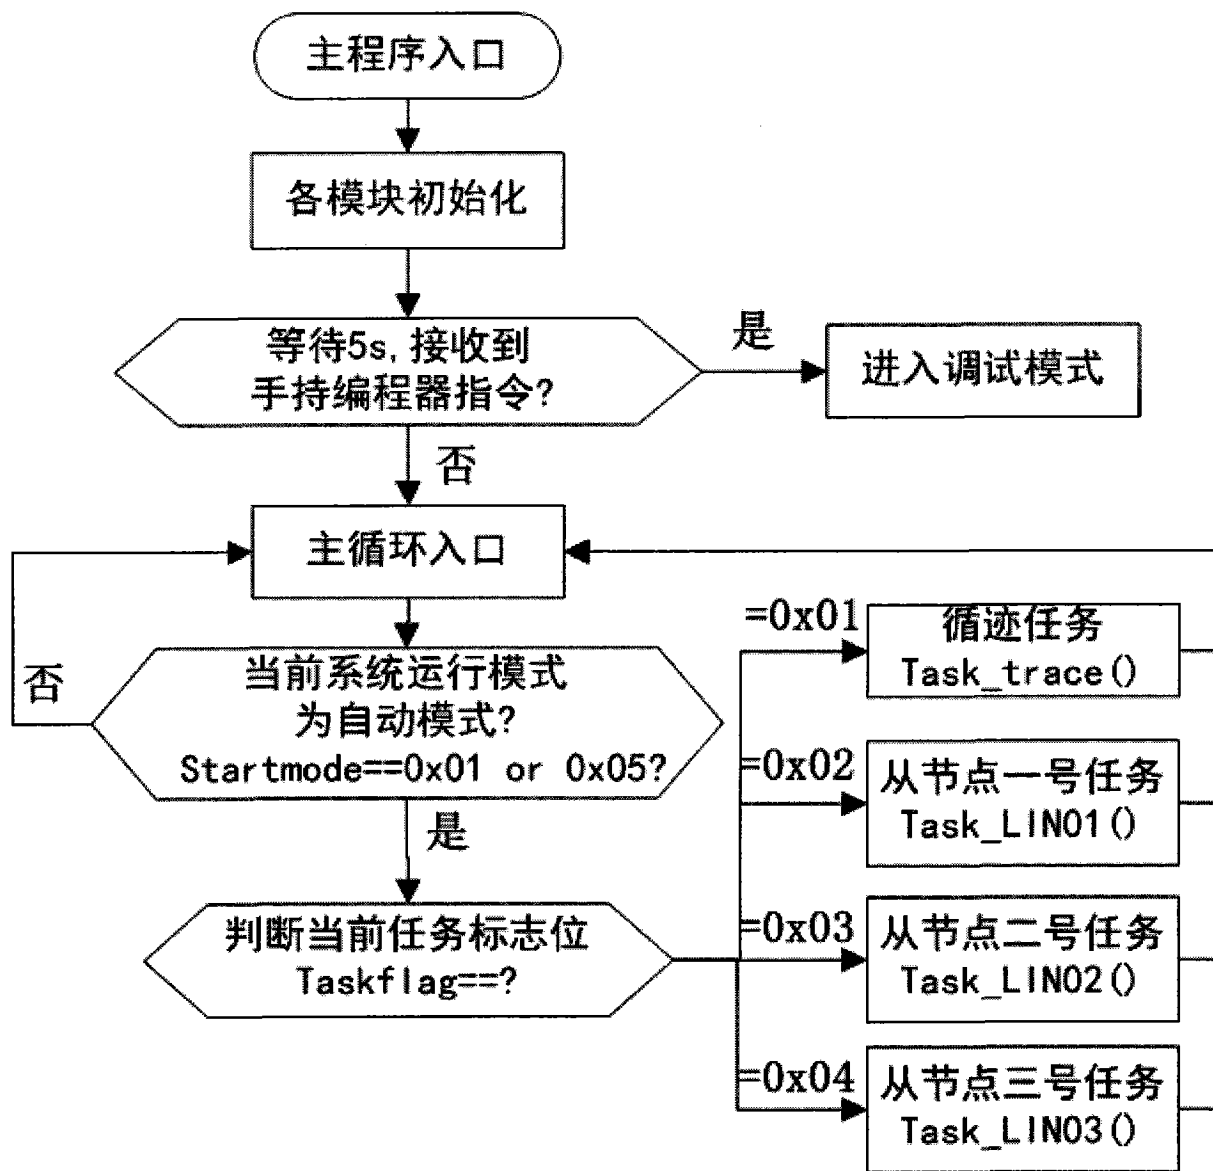 主程序入口
各模块初始化
等待5s,接收到
手持编程器指令?
是
进入调试模式
否
主循环入口
否
当前系统运行模式
为自动模式?
Startmode==0x01 or 0x05?
是
判断当前任务标志位
Taskflag==?
=0x01
循迹任务
Task_trace()
=0x02
从节点一号任务
Task_LIN01()
=0x03
从节点二号任务
Task_LIN02()
=0x04
从节点三号任务
Task_LIN03()